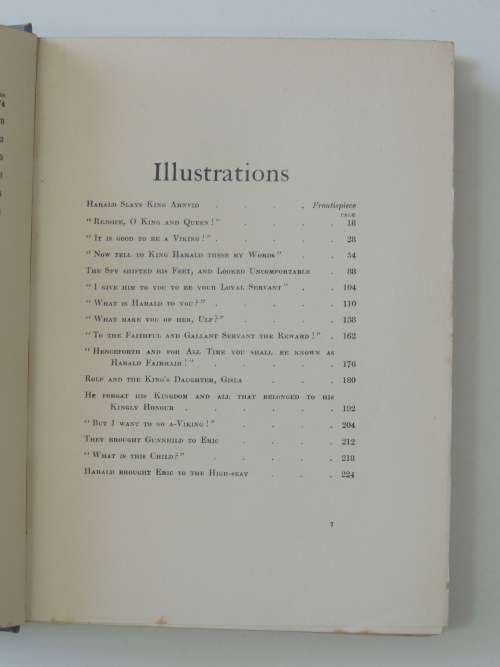 Illustrations
Harald Slays King Arnvid . . . . Frontispiece
PAGE
"Rejoice, O King and Queen!" . . . . 18
"It is good to be a Viking!" . . . . 28
"Now tell to King Harald these my Words" . . 54
The Spy shifted his Feet, and Looked Uncomfortable . 88
"I give him to you to be your Loyal Servant" . . 104
"What is Harald to you?" . . . . 110
"What make you of her, Ulf?" . . . . 138
"To the Faithful and Gallant Servant the Reward!" . 162
"Henceforth and for All Time you shall be known as
Harald Fairhair!" . . . . 176
Rolf and the King's Daughter, Gisla . . . 180
He forgat his Kingdom and all that belonged to his
Kingly Honour . . . . . 192
"But I want to go a-Viking!" . . . . 204
They brought Gunnhild to Eric . . . . 212
"What is this Child?" . . . . . 218
Harald brought Eric to the High-seat . . . 224
7